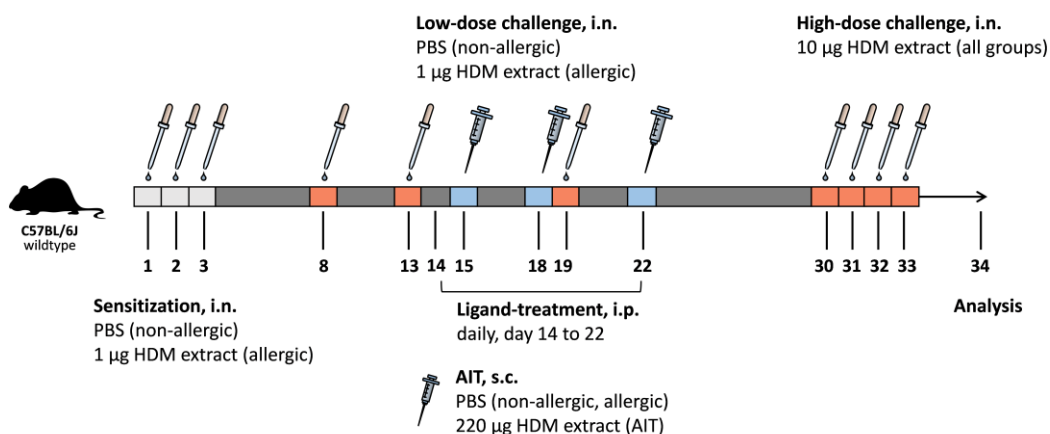 Low-dose challenge, i.n.
PBS (non-allergic)
1 µg HDM extract (allergic)
High-dose challenge, i.n.
10 µg HDM extract (all groups)
C57BL/6J
wildtype
1 2 3 8 13 14 15 18 19 22 30 31 32 33 34
Sensitization, i.n.
PBS (non-allergic)
1 µg HDM extract (allergic)
Ligand-treatment, i.p.
daily, day 14 to 22
Analysis
AIT, s.c.
PBS (non-allergic, allergic)
220 µg HDM extract (AIT)